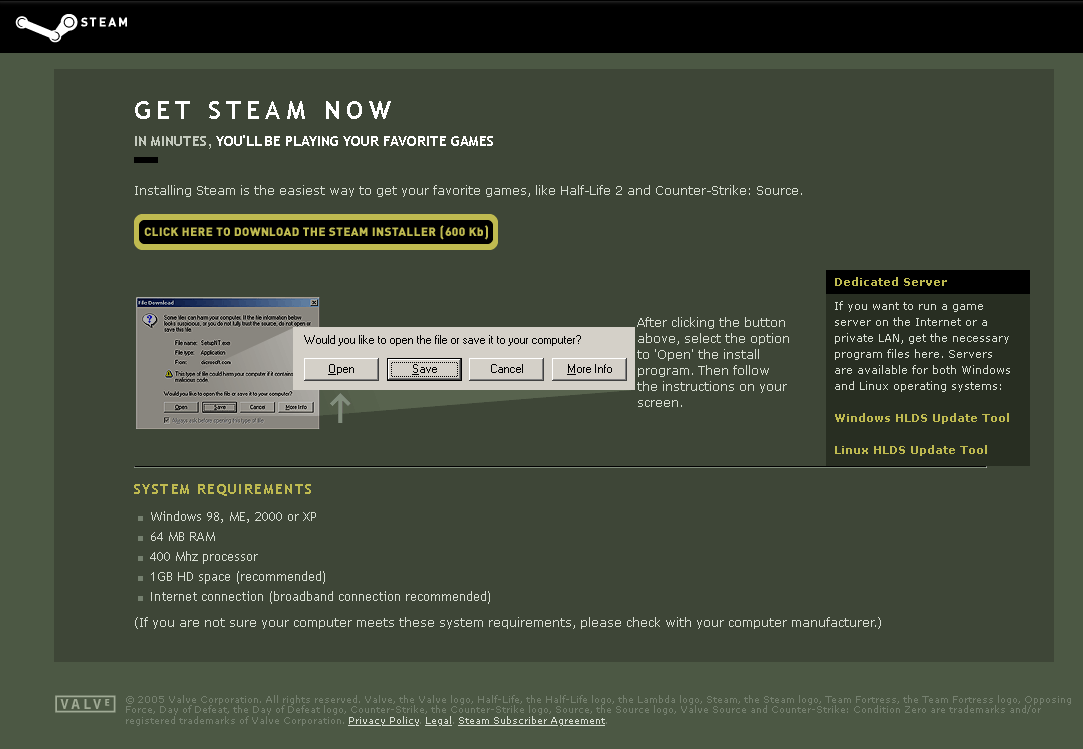 STEAM
GET STEAM NOW
IN MINUTES, YOU'LL BE PLAYING YOUR FAVORITE GAMES
Installing Steam is the easiest way to get your favorite games, like Half-Life 2 and Counter-Strike: Source.
CLICK HERE TO DOWNLOAD THE STEAM INSTALLER (600 Kb)
File Download
Some files can harm your computer. If the file information below
looks suspicious, or you do not fully trust the source, do not open or
save this file.
File name: SetupRT.exe
File type: Application
From:
This type of file could harm your computer if it contains
malicious code.
Would you like to open the file or save it to your computer?
Open Save Cancel More Info
Always ask before opening this type of file
Would you like to open the file or save it to your computer?
Open Save Cancel More Info
After clicking the button
above, select the option
to 'Open' the install
program. Then follow
the instructions on your
screen.
Dedicated Server
If you want to run a game
server on the Internet or a
private LAN, get the necessary
program files here. Servers
are available for both Windows
and Linux operating systems:
Windows HLDS Update Tool
Linux HLDS Update Tool
SYSTEM REQUIREMENTS
Windows 98, ME, 2000 or XP
64 MB RAM
400 Mhz processor
1GB HD space (recommended)
Internet connection (broadband connection recommended)
(If you are not sure your computer meets these system requirements, please check with your computer manufacturer.)
VALVE
© 2005 Valve Corporation. All rights reserved. Valve, the Valve logo, Half-Life, the Half-Life logo, the Lambda logo, Steam, the Steam logo, Team Fortress, the Team Fortress logo, Opposing
Force, Day of Defeat, the Day of Defeat logo, Counter-Strike, the Counter-Strike logo, Source, the Source logo, Valve Source and Counter-Strike: Condition Zero are trademarks and/or
registered trademarks of Valve Corporation. Privacy Policy. Legal. Steam Subscriber Agreement.